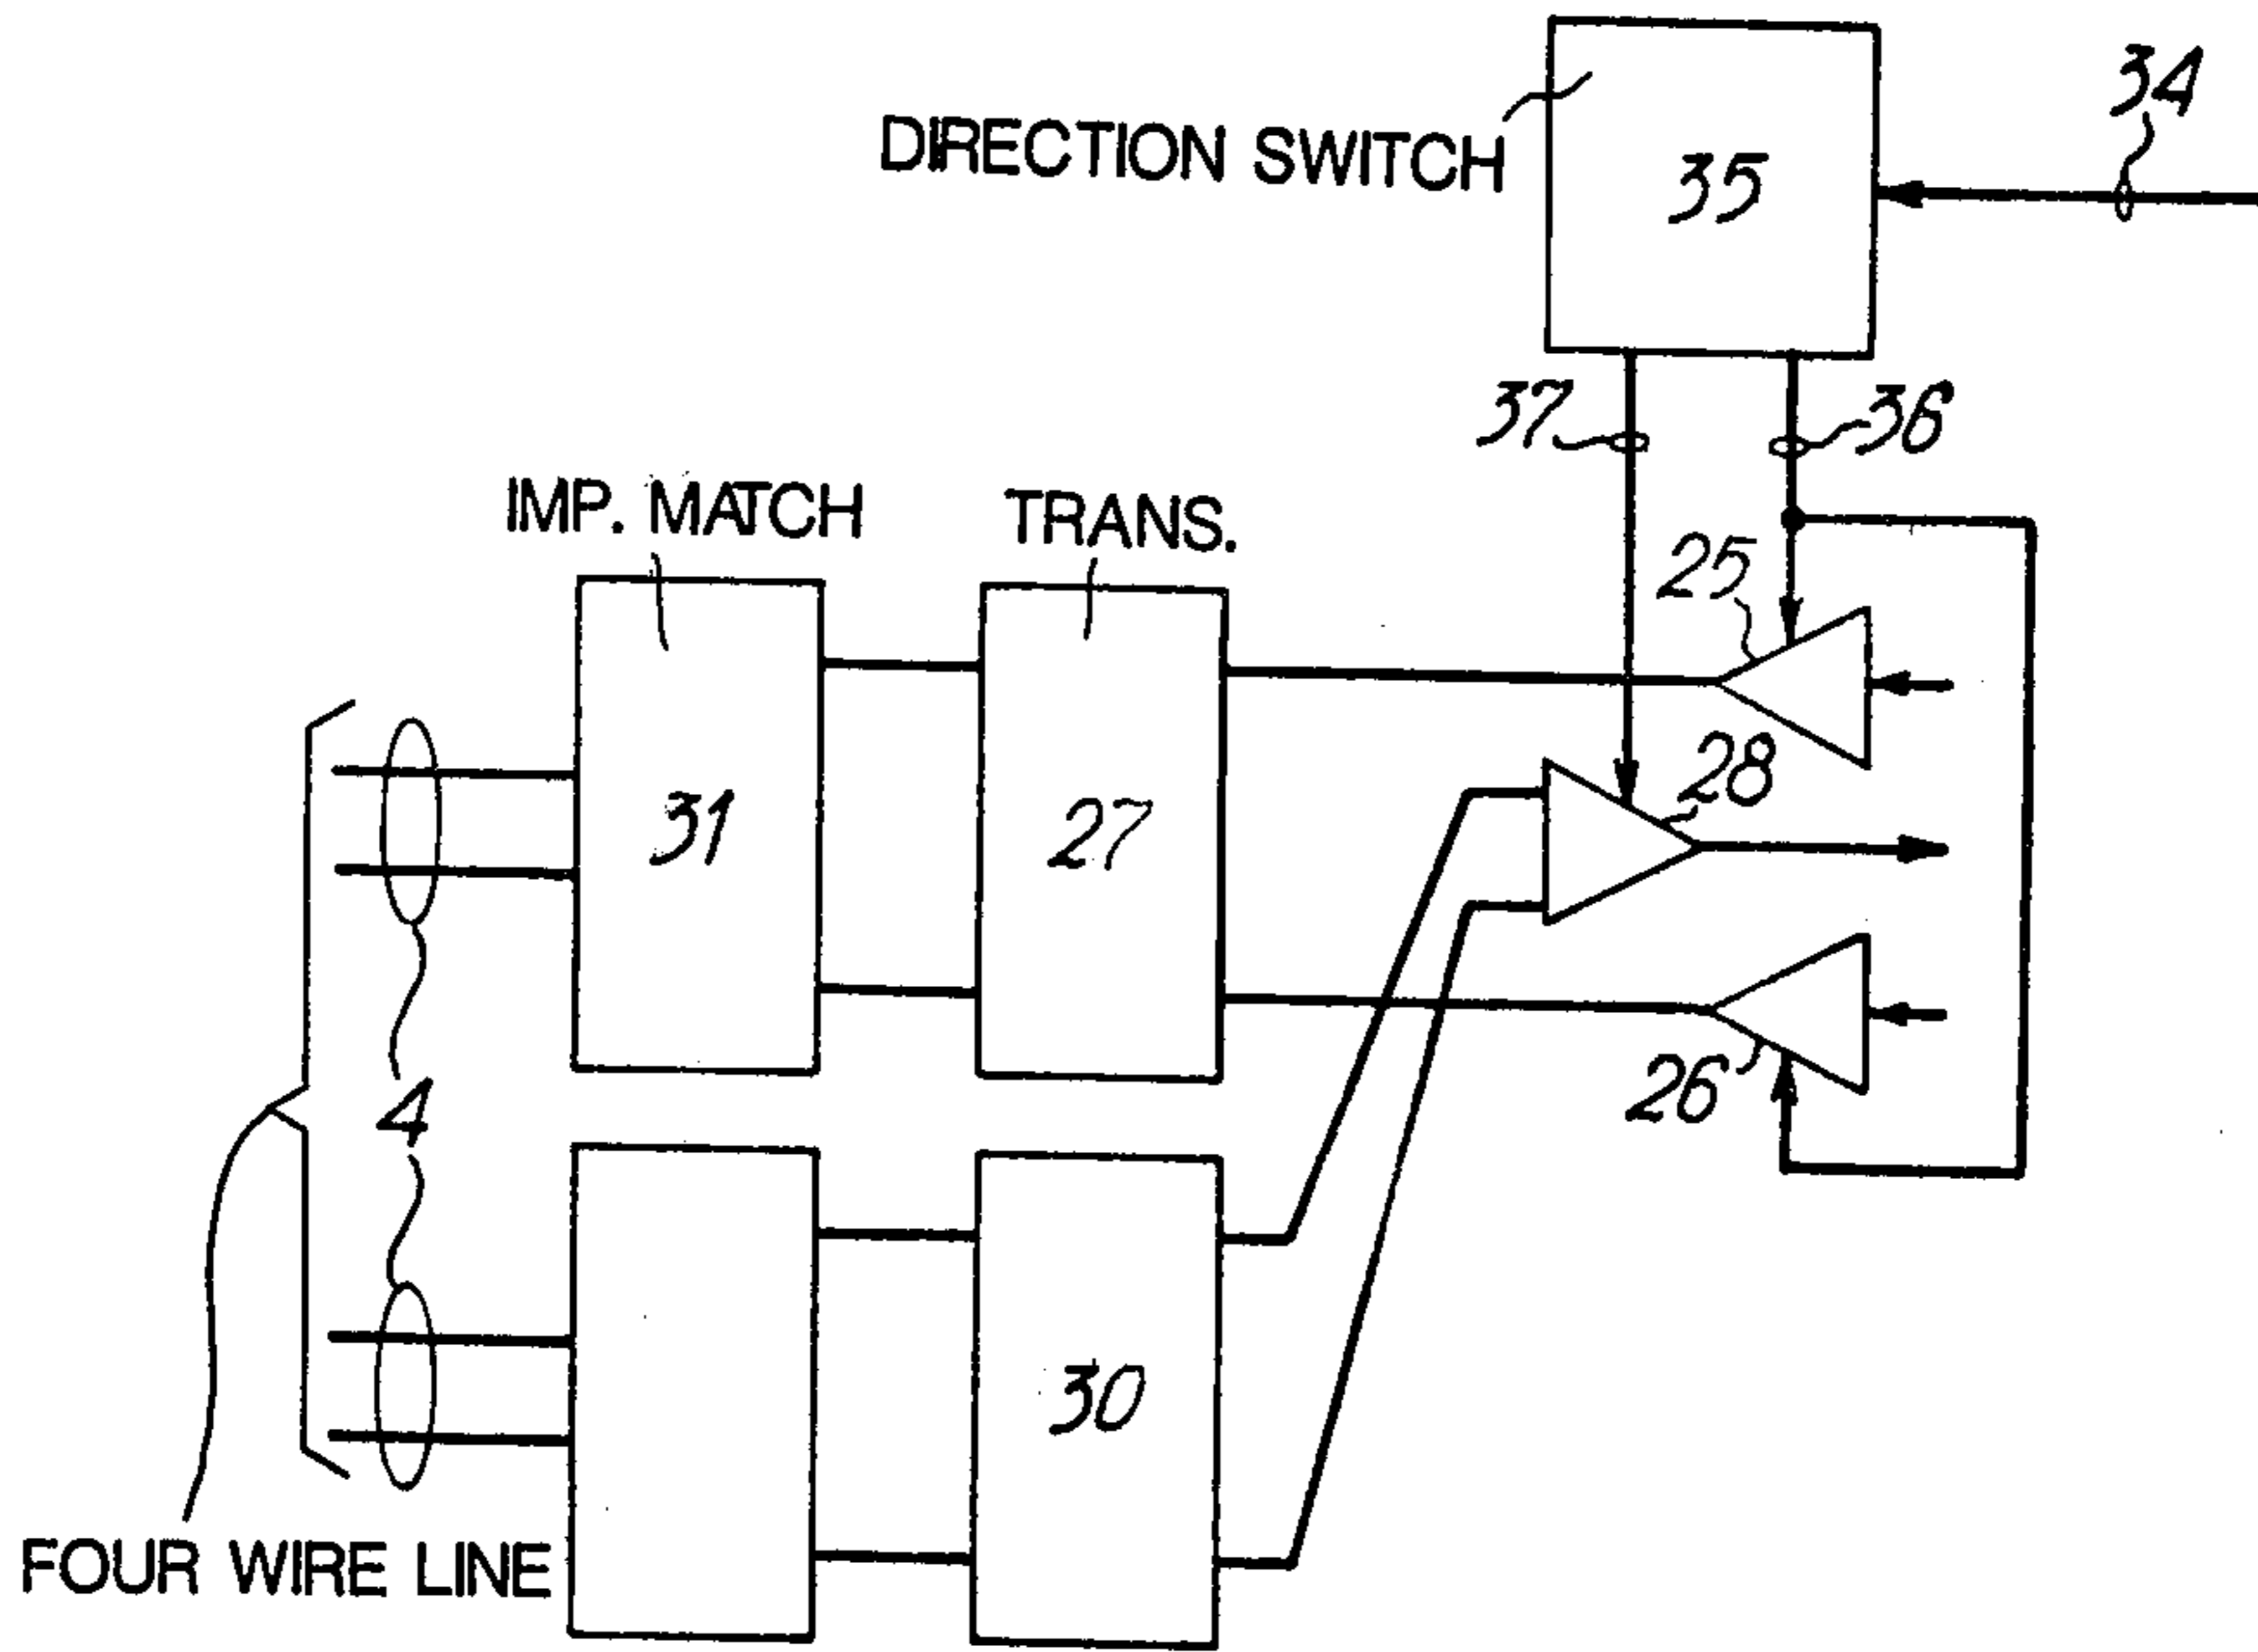 34
DIRECTION SWITCH
35
37
36
IMP. MATCH
TRANS.
25
28
31
27
26
4
30
FOUR WIRE LINE